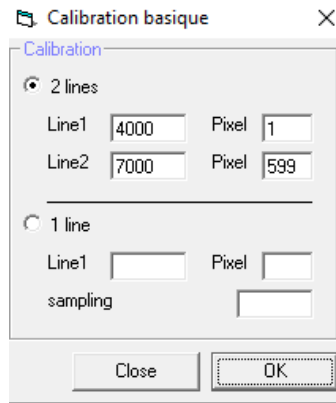 Calibration basique
Calibration
2 lines
Line1 4000 Pixel 1
Line2 7000 Pixel 599
1 line
Line1 Pixel
sampling
Close OK